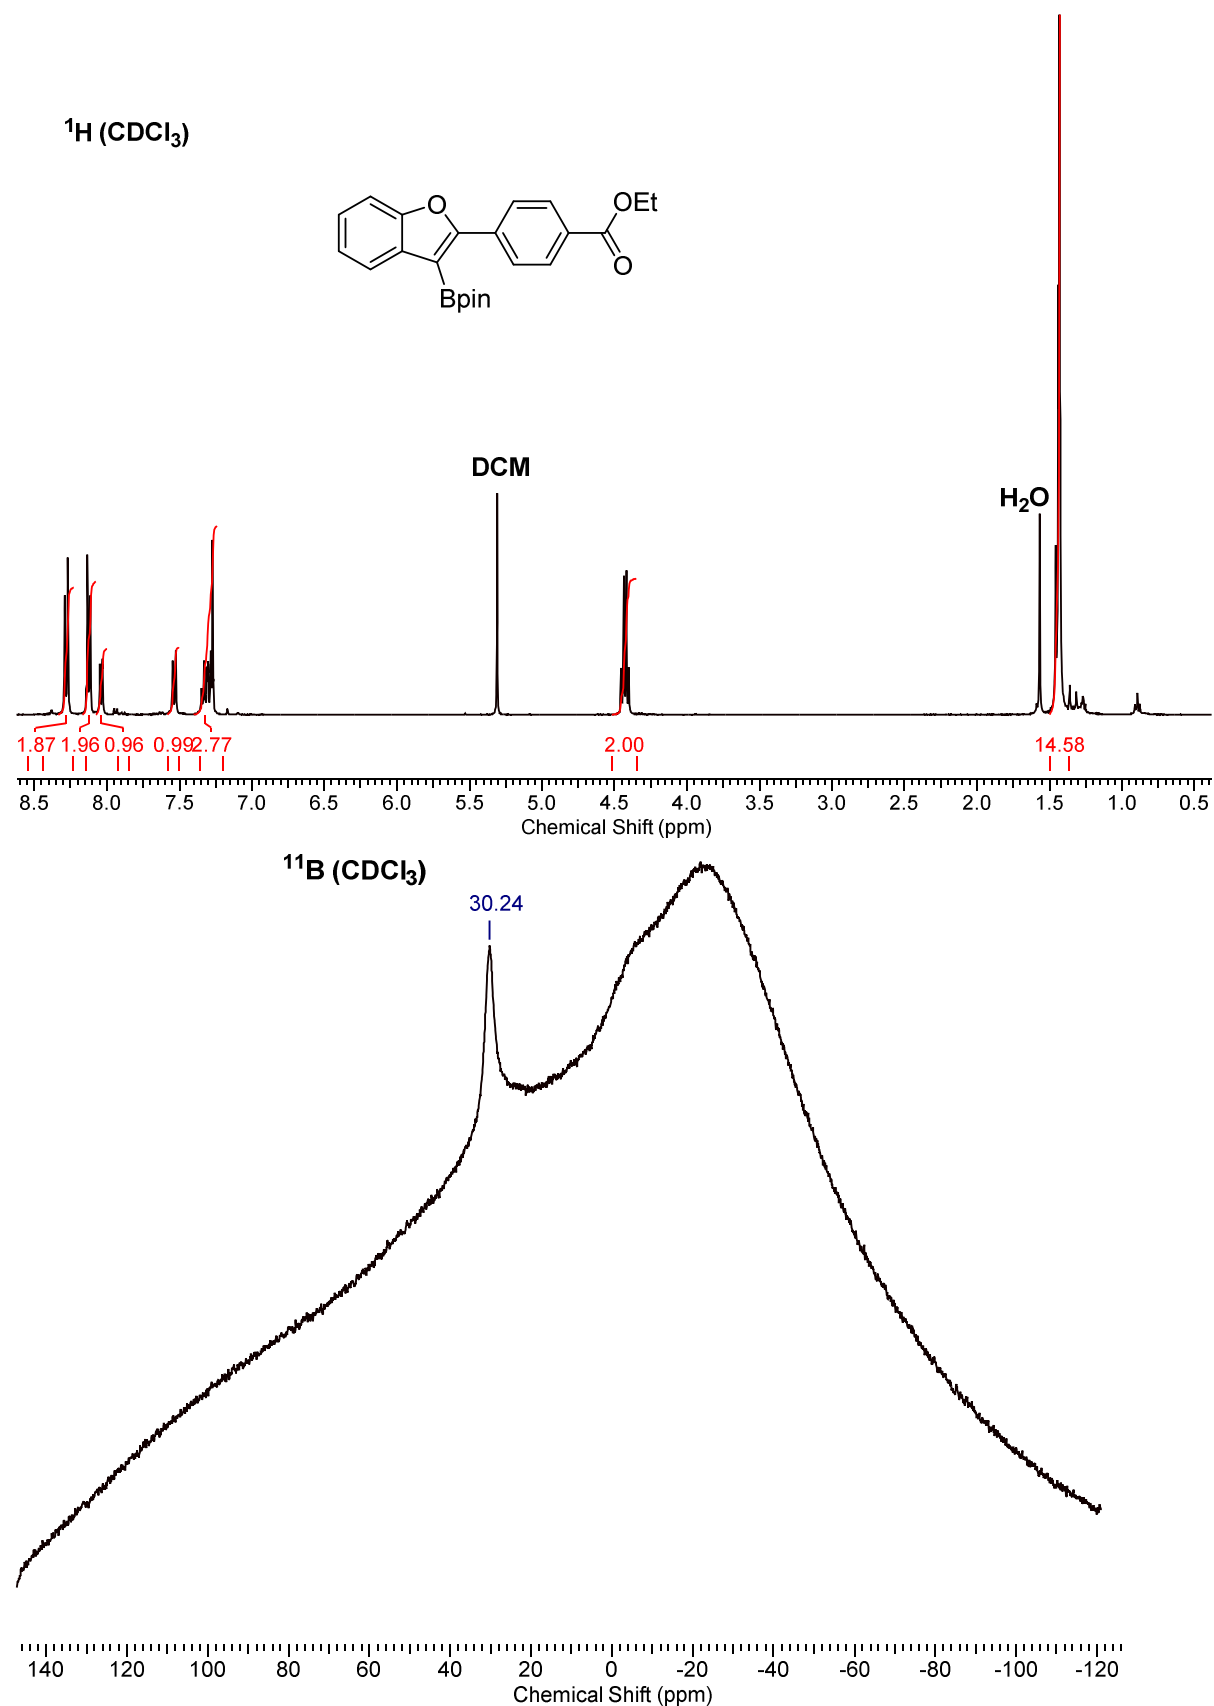 ¹H (CDCl₃)
O
OEt
O
Bpin
DCM
H₂O
1.87 1.96 0.96 0.99 2.77 2.00 14.58
8.5 8.0 7.5 7.0 6.5 6.0 5.5 5.0 4.5 4.0 3.5 3.0 2.5 2.0 1.5 1.0 0.5
Chemical Shift (ppm)
¹¹B (CDCl₃)
30.24
140 120 100 80 60 40 20 0 -20 -40 -60 -80 -100 -120
Chemical Shift (ppm)